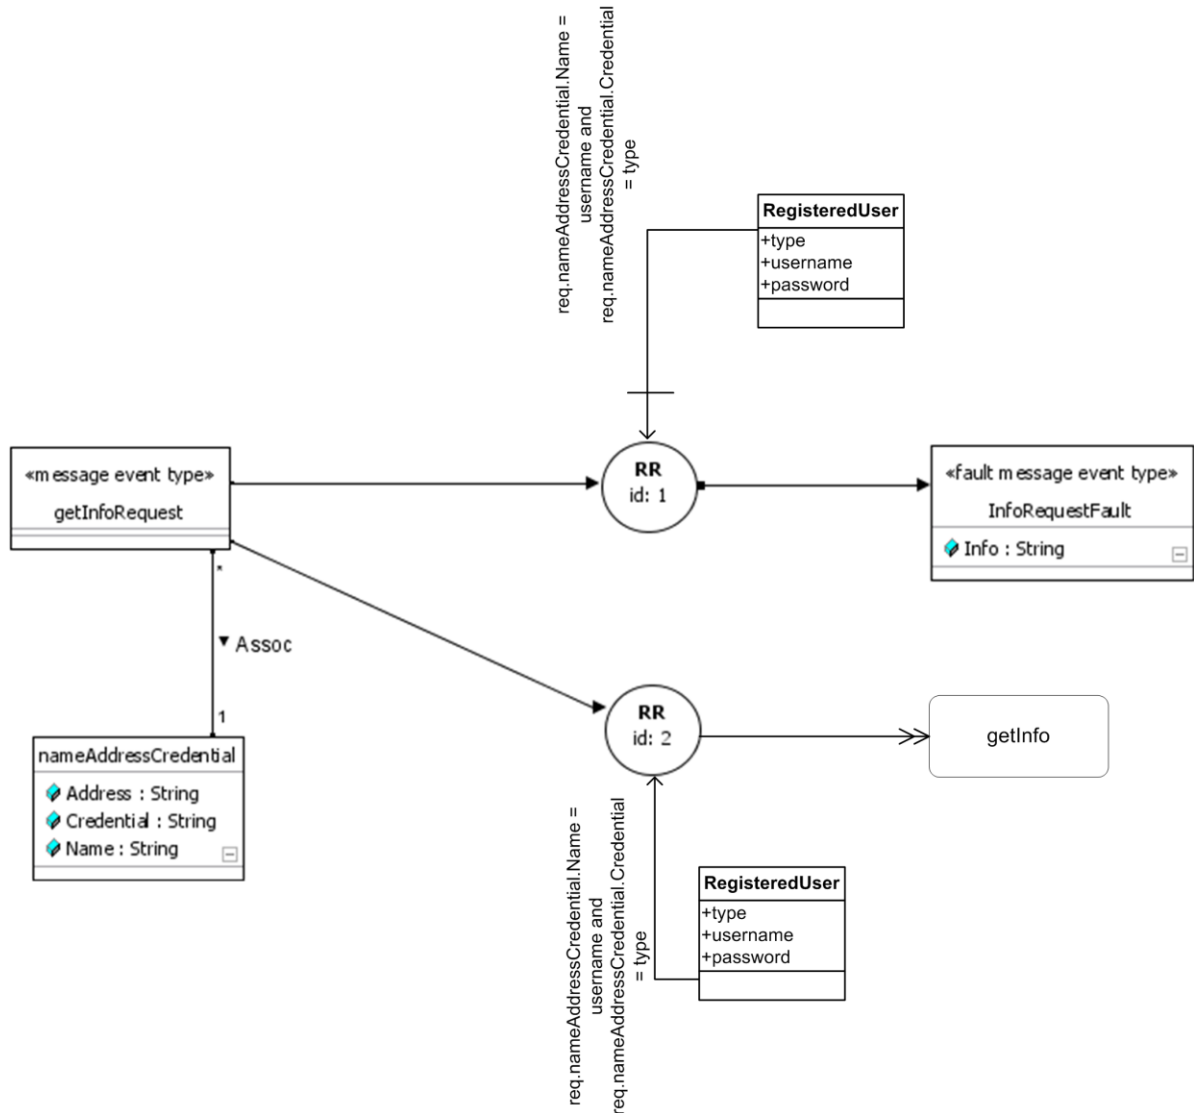 req.nameAddressCredential.Name =
username and
req.nameAddressCredential.Credential
= type
RegisteredUser
+type
+username
+password
«message event type»
getInfoRequest
RR
id: 1
«fault message event type»
InfoRequestFault
Info : String
*
▼ Assoc
1
nameAddressCredential
Address : String
Credential : String
Name : String
RR
id: 2
getInfo
req.nameAddressCredential.Name =
username and
req.nameAddressCredential.Credential
= type
RegisteredUser
+type
+username
+password